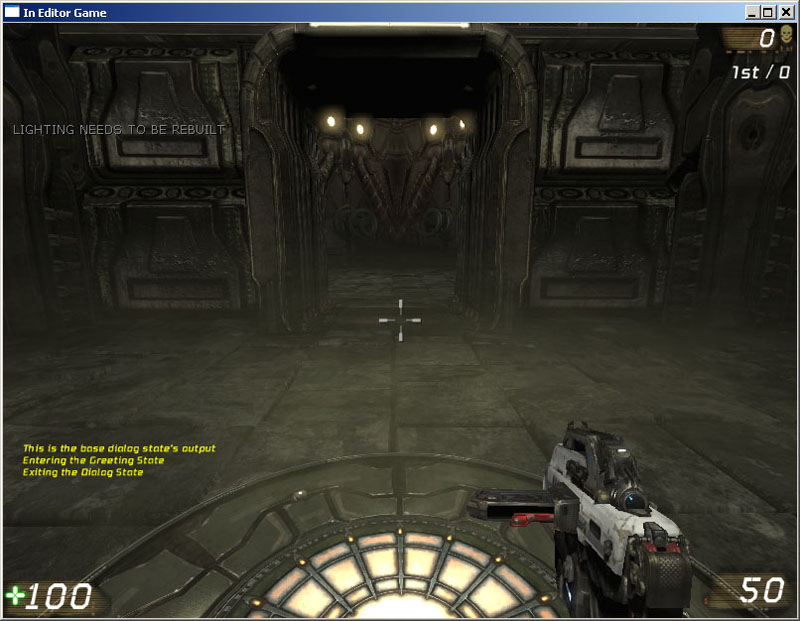 In Editor Game
0
1st / 0
LIGHTING NEEDS TO BE REBUILT
This is the base dialog state's output
Entering the Greeting State
Exiting the Dialog State
+100
50